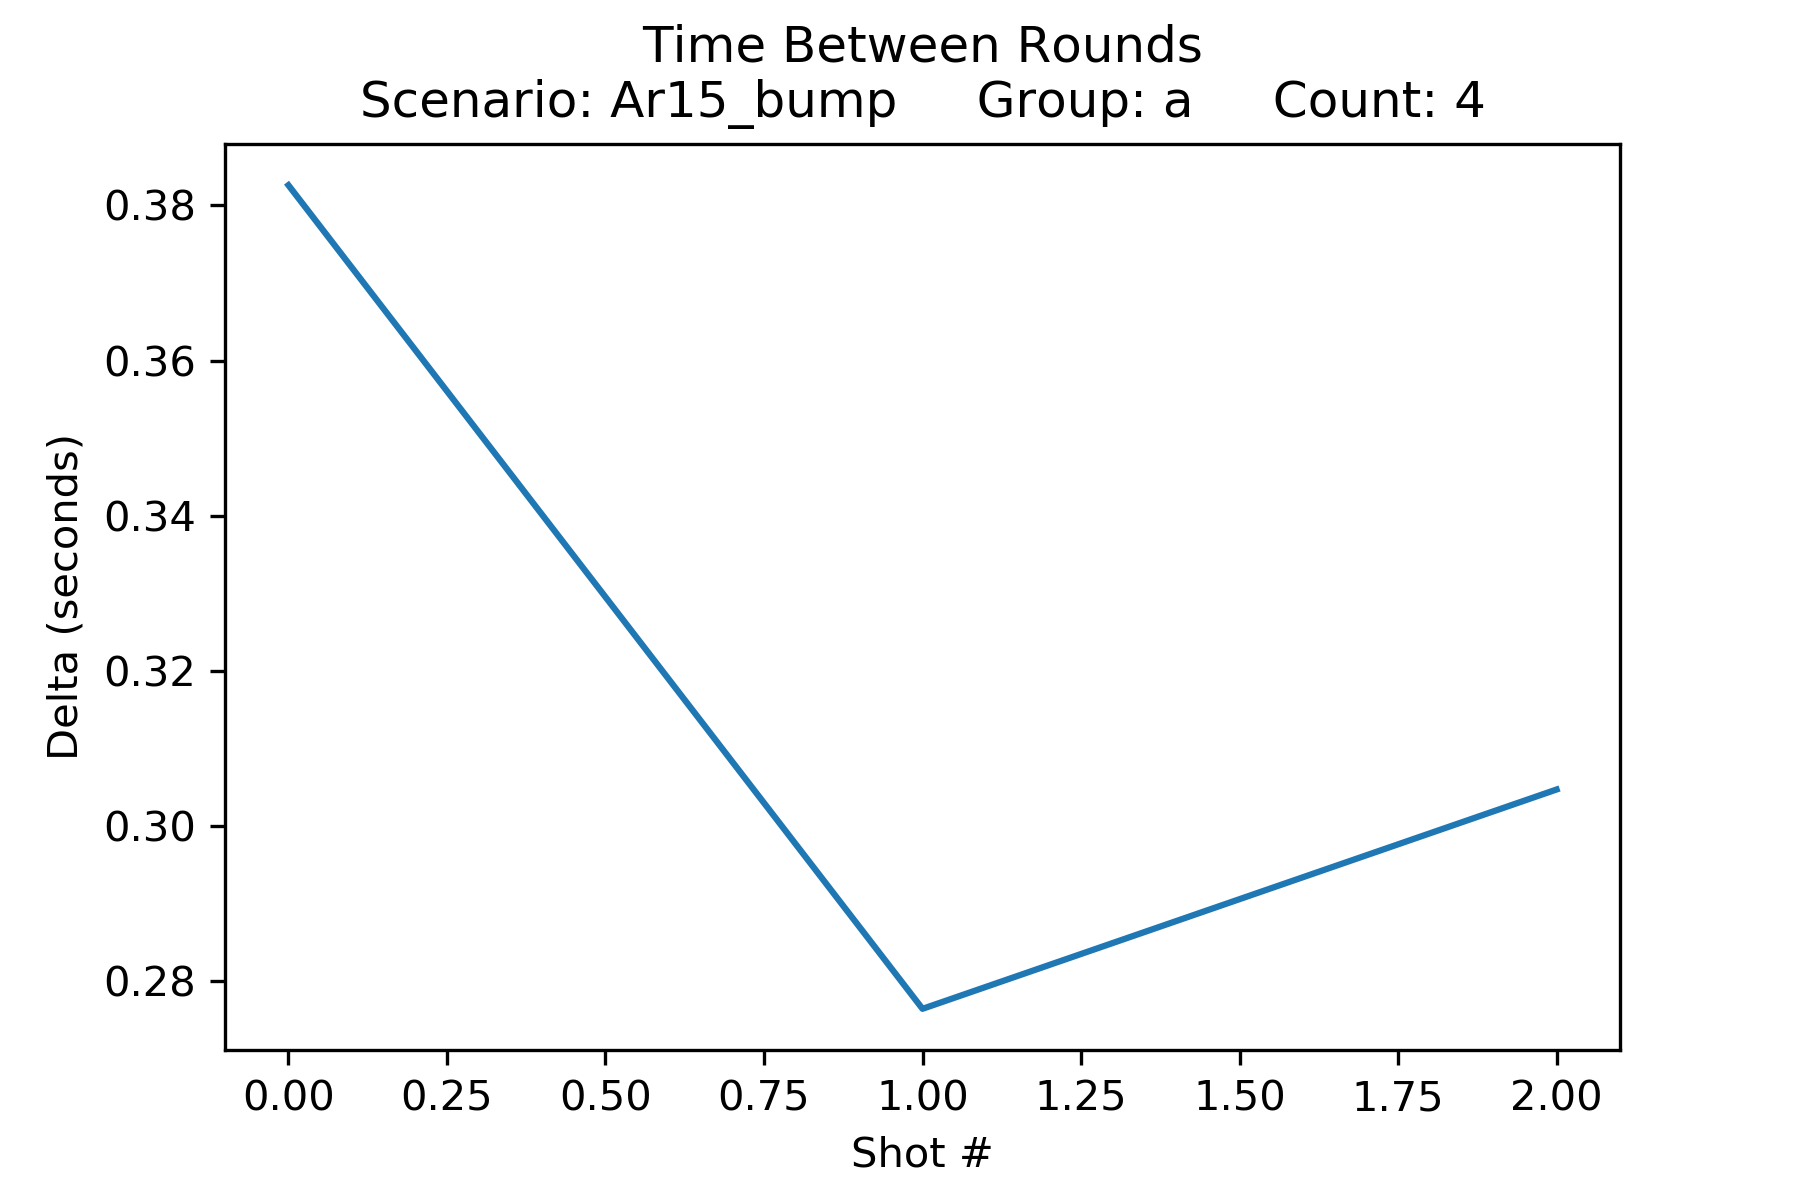 Time Between Rounds
Scenario: Ar15_bump Group: a Count: 4
Delta (seconds)
0.38
0.36
0.34
0.32
0.30
0.28
0.00 0.25 0.50 0.75 1.00 1.25 1.50 1.75 2.00
Shot #